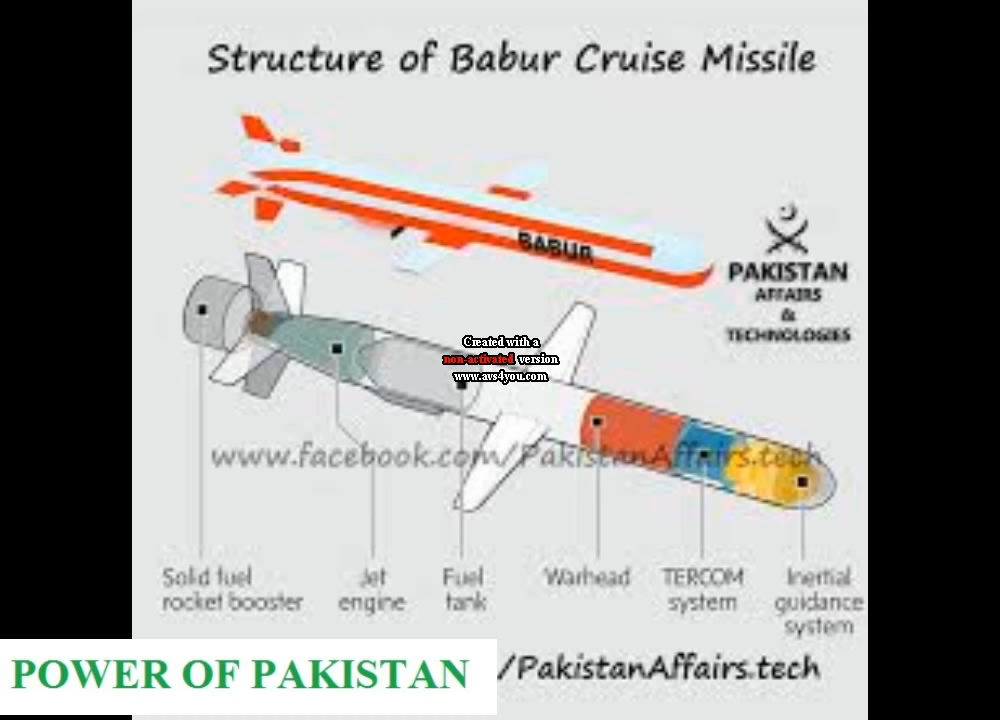 Structure of Babur Cruise Missile
BABUR
PAKISTAN
AFFAIRS
&
TECHNOLOGIES
Created with a
non-activated version
www.avs4you.com
www.facebook.com/PakistanAffairs.tech
Solid fuel
rocket booster
Jet
engine
Fuel
tank
Warhead
TERCOM
system
Inertial
guidance
system
POWER OF PAKISTAN
/PakistanAffairs.tech